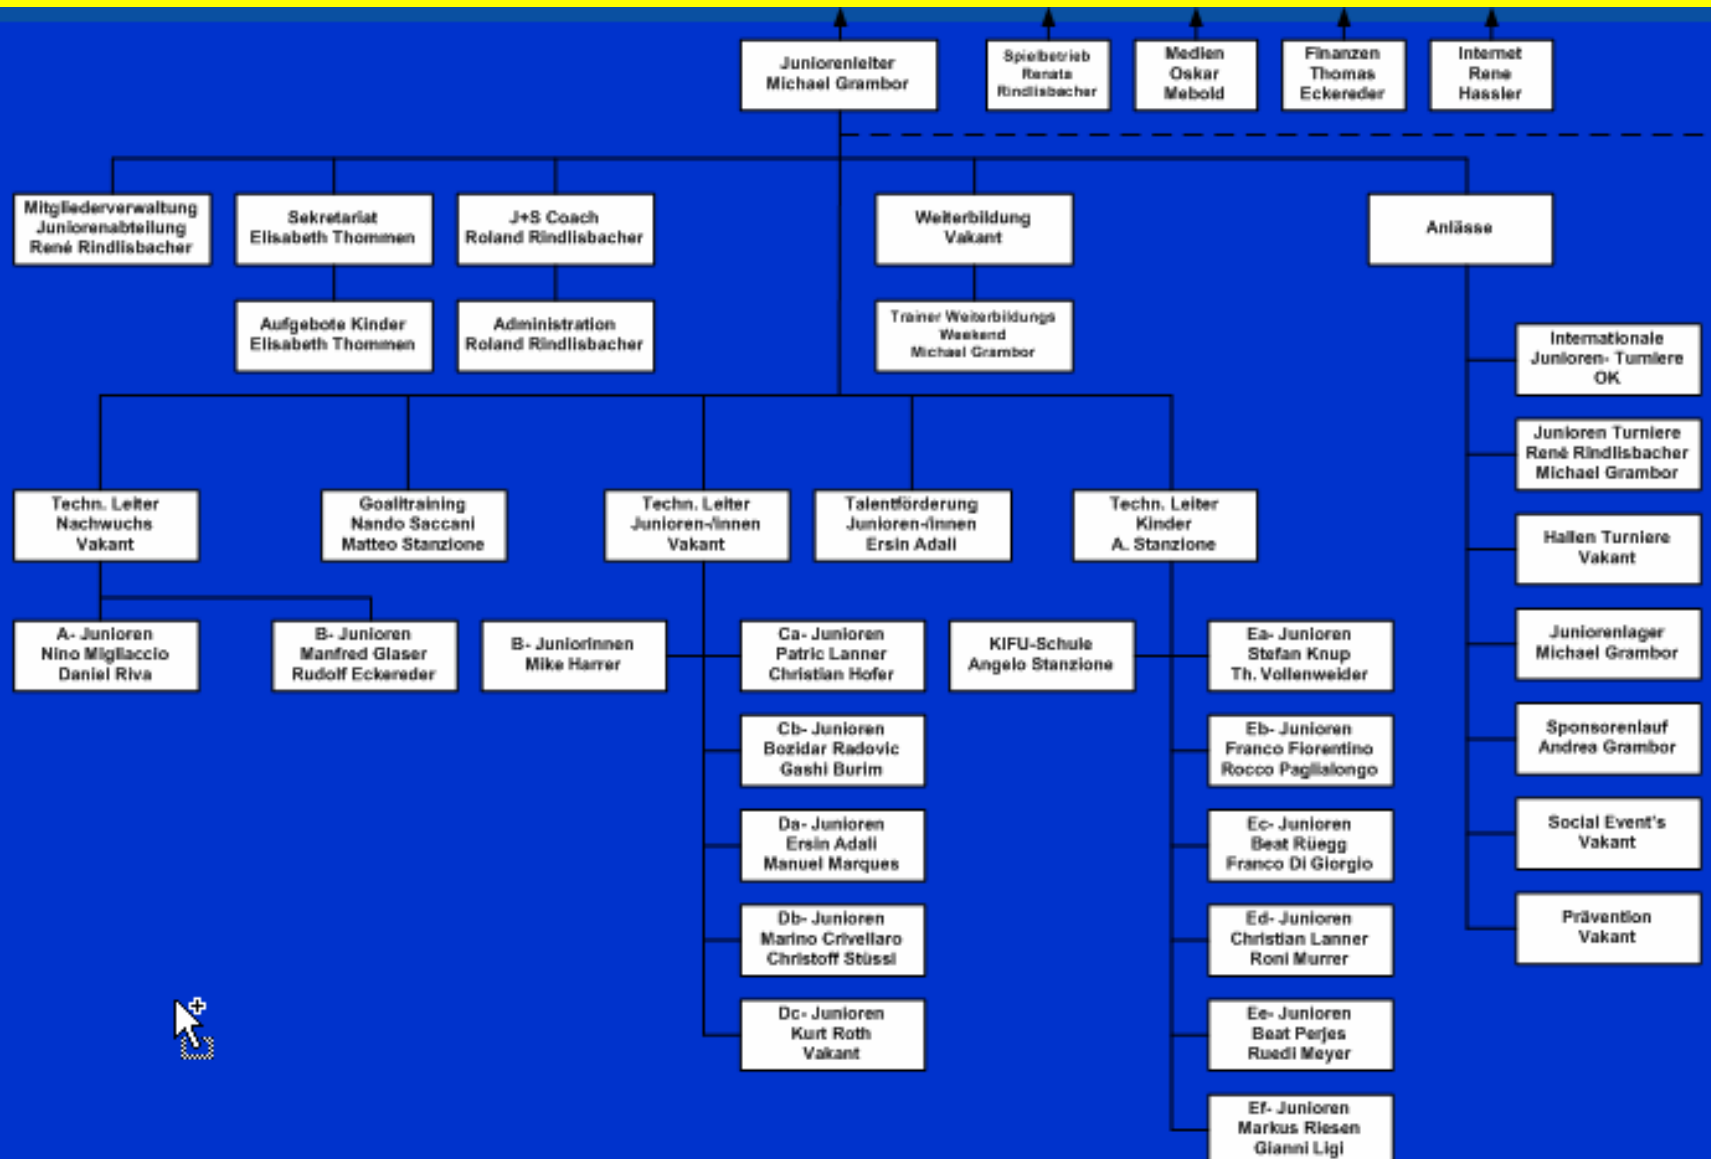 Juniorenleiter
Michael Grambor
Spielbetrieb
Renata
Rindlisbacher
Medien
Oskar
Mebold
Finanzen
Thomas
Eckereder
Internet
Rene
Hassler
Mitgliederverwaltung
Juniorenabteilung
René Rindlisbacher
Sekretariat
Elisabeth Thommen
J+S Coach
Roland Rindlisbacher
Weiterbildung
Vakant
Anlässe
Aufgebote Kinder
Elisabeth Thommen
Administration
Roland Rindlisbacher
Trainer Weiterbildungs
Weekend
Michael Grambor
Internationale
Junioren- Turniere
OK
Junioren Turniere
René Rindlisbacher
Michael Grambor
Techn. Leiter
Nachwuchs
Vakant
Goalitraining
Nando Saccani
Matteo Stanzione
Techn. Leiter
Junioren-/innen
Vakant
Talentförderung
Junioren-/innen
Ersin Adali
Techn. Leiter
Kinder
A. Stanzione
Hallen Turniere
Vakant
A- Junioren
Nino Migliaccio
Daniel Riva
B- Junioren
Manfred Glaser
Rudolf Eckereder
B- Juniorinnen
Mike Harrer
Ca- Junioren
Patric Lanner
Christian Hofer
KIFU-Schule
Angelo Stanzione
Ea- Junioren
Stefan Knup
Th. Vollenweider
Juniorenlager
Michael Grambor
Cb- Junioren
Bozidar Radovic
Gashi Burim
Eb- Junioren
Franco Fiorentino
Rocco Paglialongo
Sponsorenlauf
Andrea Grambor
Da- Junioren
Ersin Adali
Manuel Marques
Ec- Junioren
Beat Rüegg
Franco Di Giorgio
Social Event's
Vakant
Db- Junioren
Marino Crivellaro
Christoff Stüssi
Ed- Junioren
Christian Lanner
Roni Murrer
Prävention
Vakant
Dc- Junioren
Kurt Roth
Vakant
Ee- Junioren
Beat Perjes
Ruedi Meyer
Ef- Junioren
Markus Riesen
Gianni Ligi